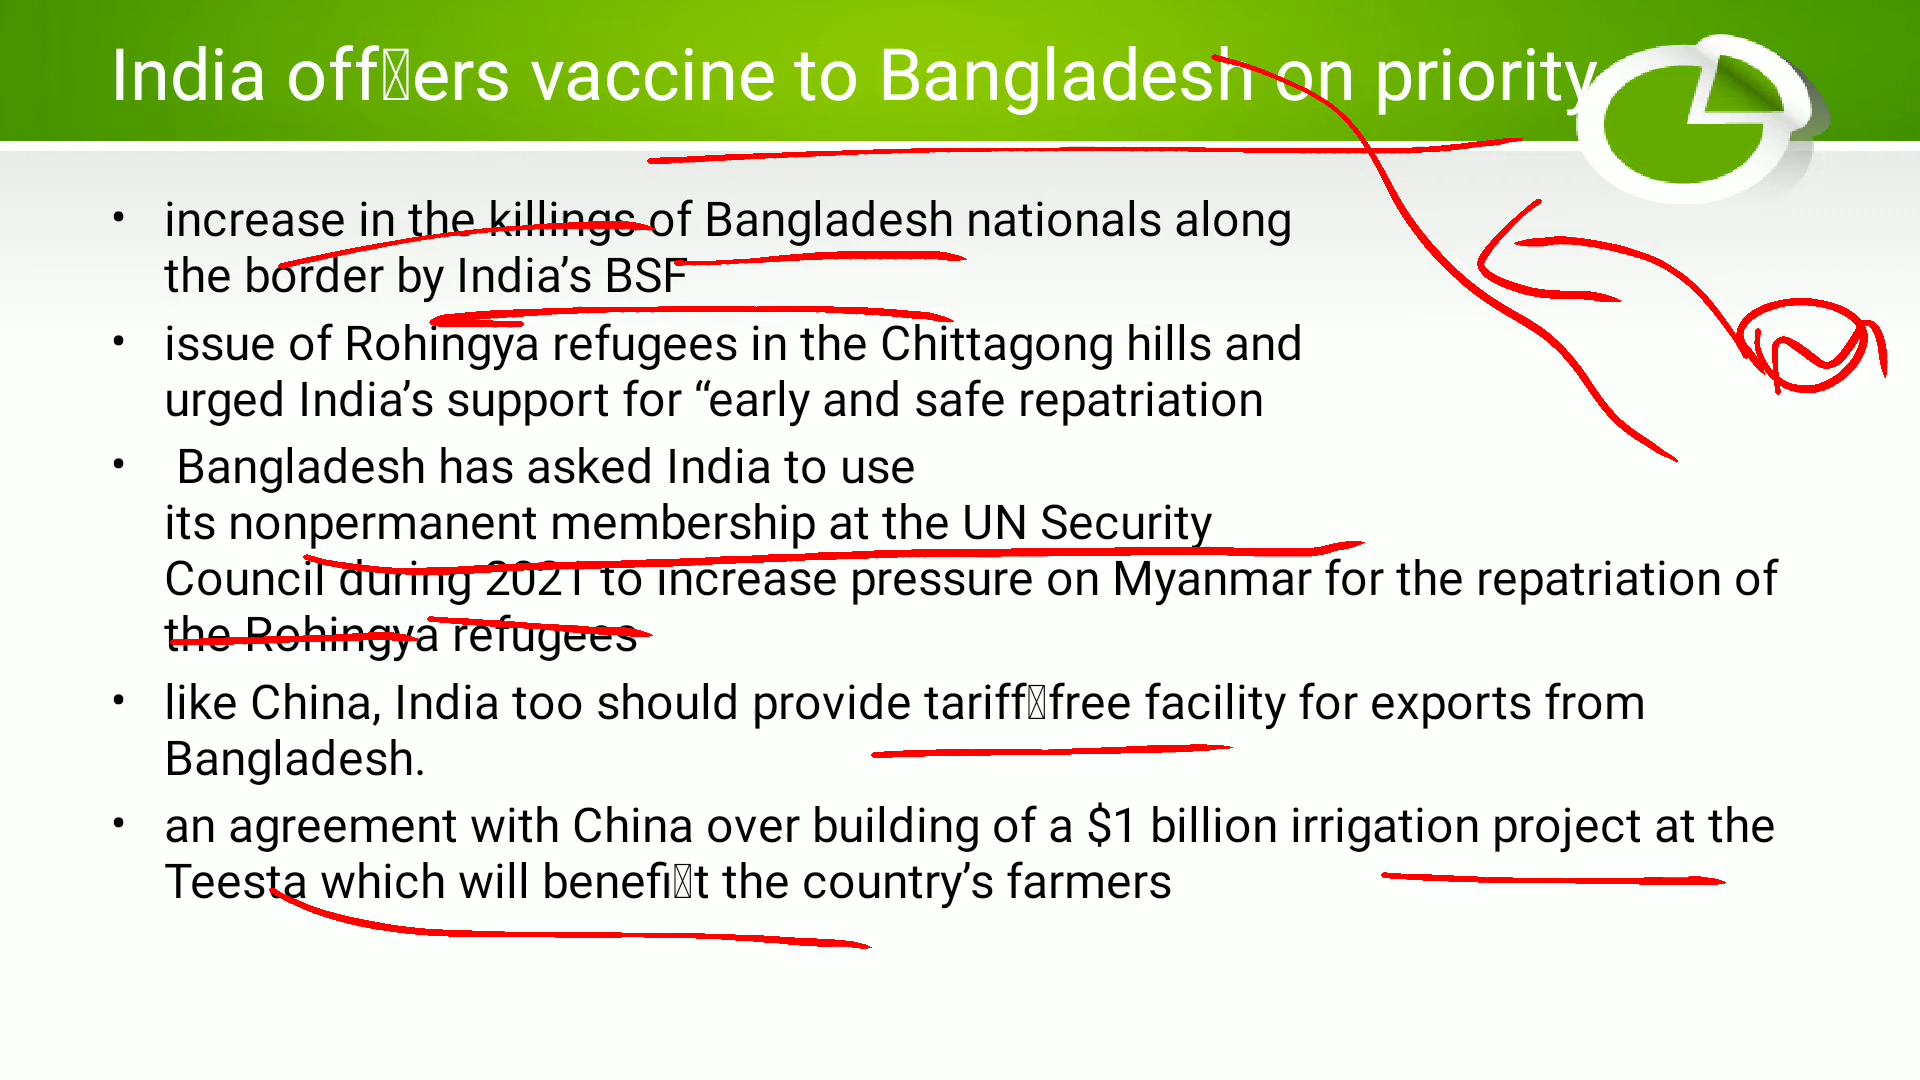 India offers vaccine to Bangladesh on priority
• increase in the killings of Bangladesh nationals along
the border by India’s BSF
• issue of Rohingya refugees in the Chittagong hills and
urged India’s support for “early and safe repatriation
• Bangladesh has asked India to use
its nonpermanent membership at the UN Security
Council during 2021 to increase pressure on Myanmar for the repatriation of
the Rohingya refugees
• like China, India too should provide tariff free facility for exports from
Bangladesh.
• an agreement with China over building of a $1 billion irrigation project at the
Teesta which will benefit the country’s farmers